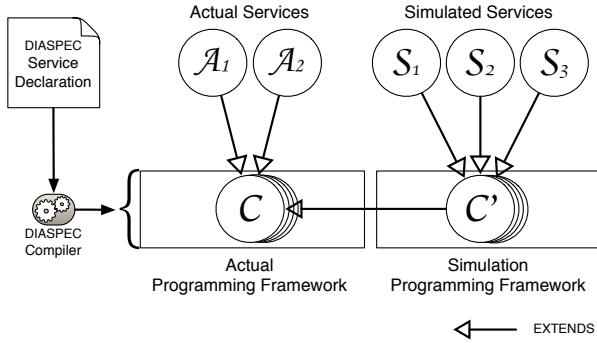 Actual Services
Simulated Services
DIASPEC
Service
Declaration
A1
A2
S1
S2
S3
C
C'
DIASPEC
Compiler
Actual
Programming Framework
Simulation
Programming Framework
EXTENDS